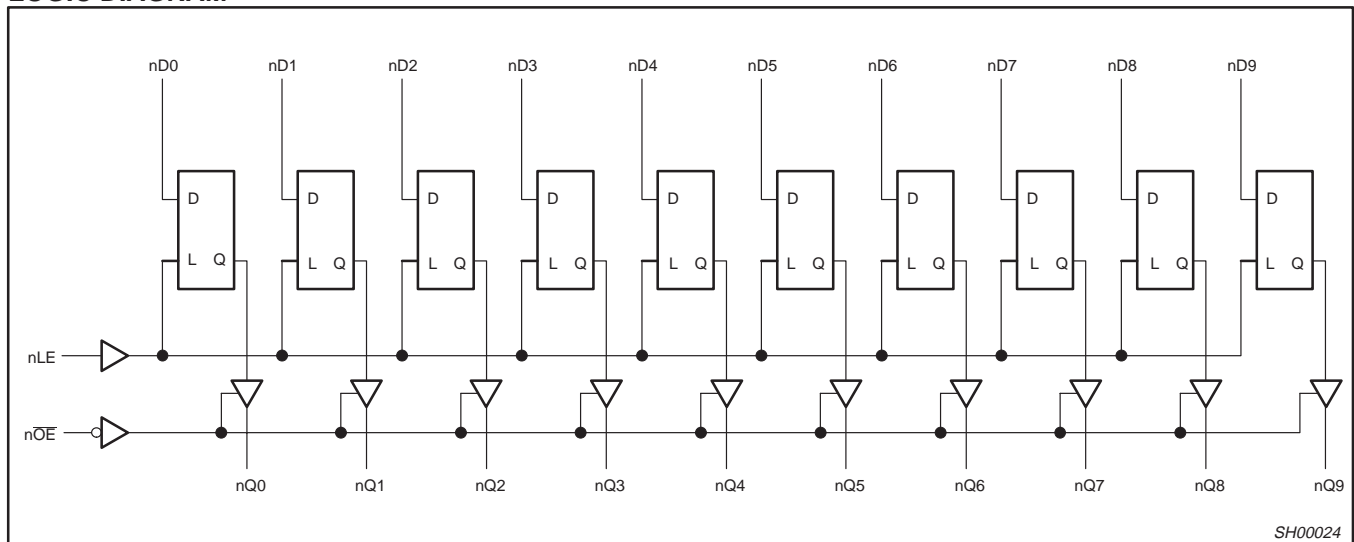 LOGIC DIAGRAM
nD0 nD1 nD2 nD3 nD4 nD5 nD6 nD7 nD8 nD9
D D D D D D D D D D
L Q L Q L Q L Q L Q L Q L Q L Q L Q L Q
nLE
nO̅E̅
nQ0 nQ1 nQ2 nQ3 nQ4 nQ5 nQ6 nQ7 nQ8 nQ9
SH00024